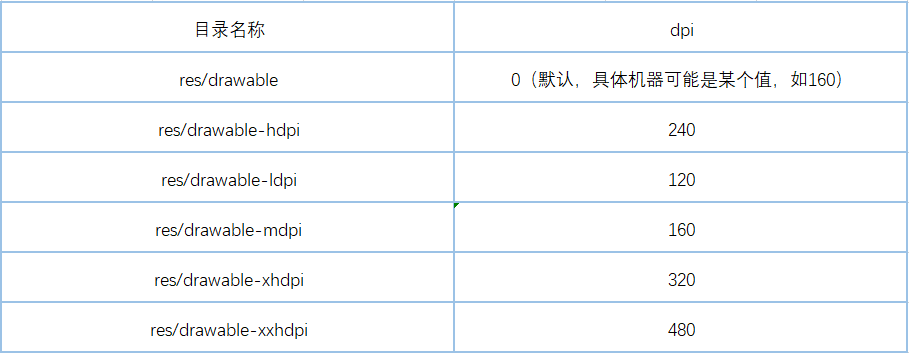 目录名称 dpi
res/drawable 0（默认，具体机器可能是某个值，如160）
res/drawable-hdpi 240
res/drawable-ldpi 120
res/drawable-mdpi 160
res/drawable-xhdpi 320
res/drawable-xxhdpi 480